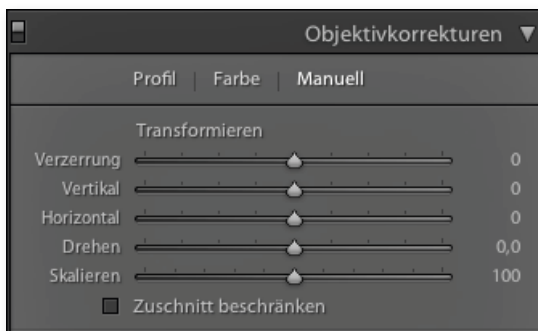 Objektivkorrekturen
Profil | Farbe | Manuell
Transformieren
Verzerrung 0
Vertikal 0
Horizontal 0
Drehen 0,0
Skalieren 100
Zuschnitt beschränken